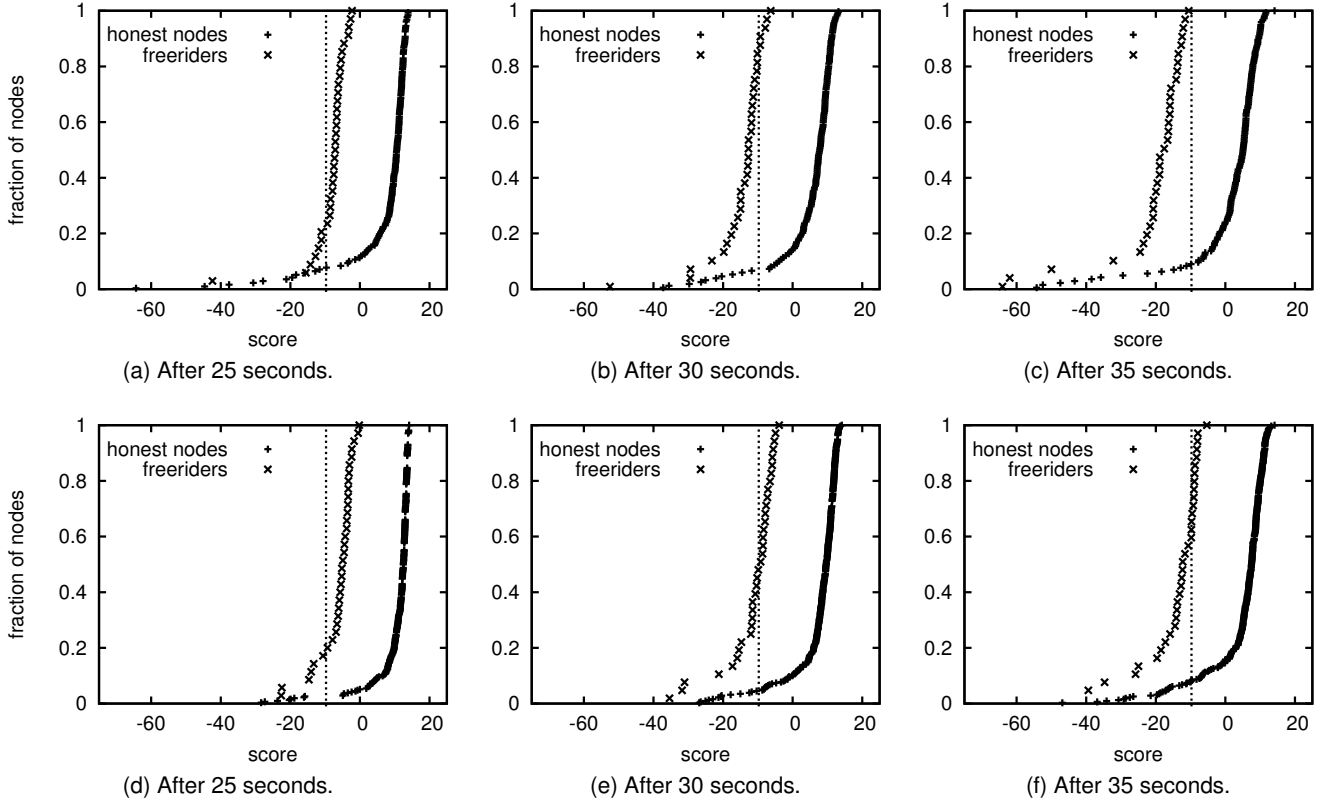 1
0.8
0.6
0.4
0.2
0
fraction of nodes
honest nodes
freeriders
-60 -40 -20 0 20
score
(a) After 25 seconds.
1
0.8
0.6
0.4
0.2
0
honest nodes
freeriders
-60 -40 -20 0 20
score
(b) After 30 seconds.
1
0.8
0.6
0.4
0.2
0
honest nodes
freeriders
-60 -40 -20 0 20
score
(c) After 35 seconds.
1
0.8
0.6
0.4
0.2
0
fraction of nodes
honest nodes
freeriders
-60 -40 -20 0 20
score
(d) After 25 seconds.
1
0.8
0.6
0.4
0.2
0
honest nodes
freeriders
-60 -40 -20 0 20
score
(e) After 30 seconds.
1
0.8
0.6
0.4
0.2
0
honest nodes
freeriders
-60 -40 -20 0 20
score
(f) After 35 seconds.